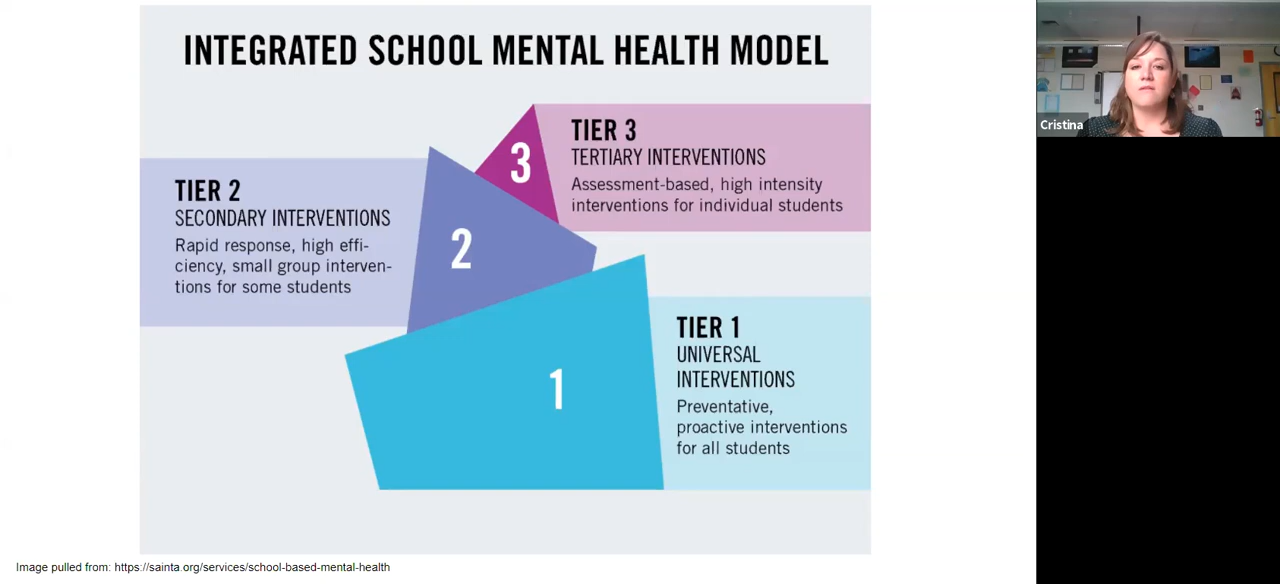 INTEGRATED SCHOOL MENTAL HEALTH MODEL
3
TIER 3
TERTIARY INTERVENTIONS
Assessment-based, high intensity
interventions for individual students
TIER 2
SECONDARY INTERVENTIONS
Rapid response, high effi-
ciency, small group interven-
tions for some students
2
1
TIER 1
UNIVERSAL
INTERVENTIONS
Preventative,
proactive interventions
for all students
Image pulled from: https://sainta.org/services/school-based-mental-health
Cristina